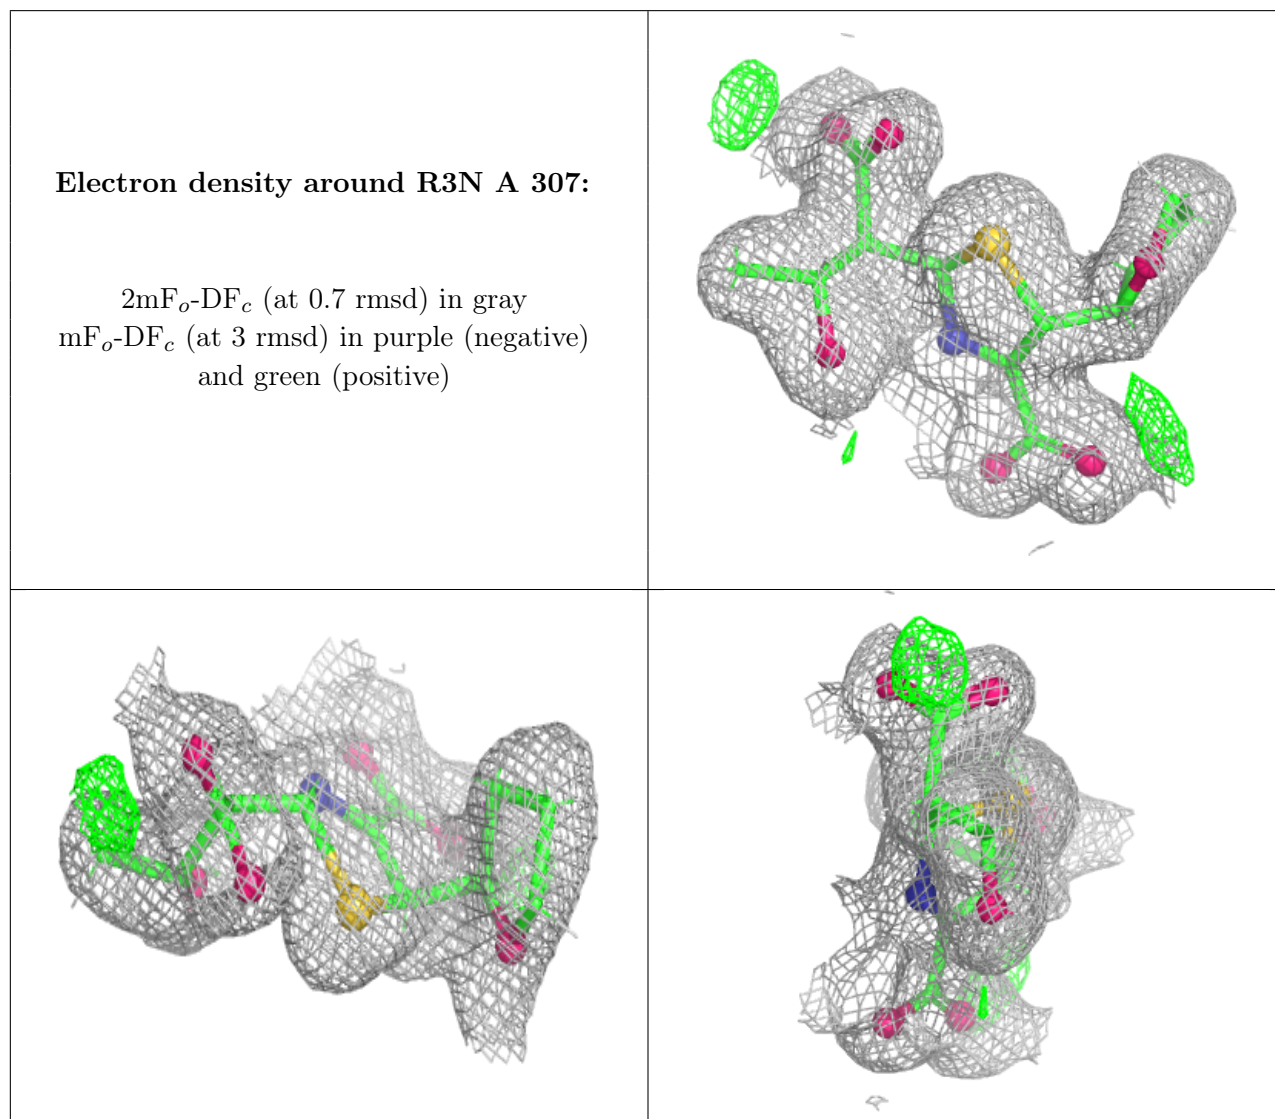 Electron density around R3N A 307:
2mFₒ-DF𝒸 (at 0.7 rmsd) in gray
mFₒ-DF𝒸 (at 3 rmsd) in purple (negative)
and green (positive)